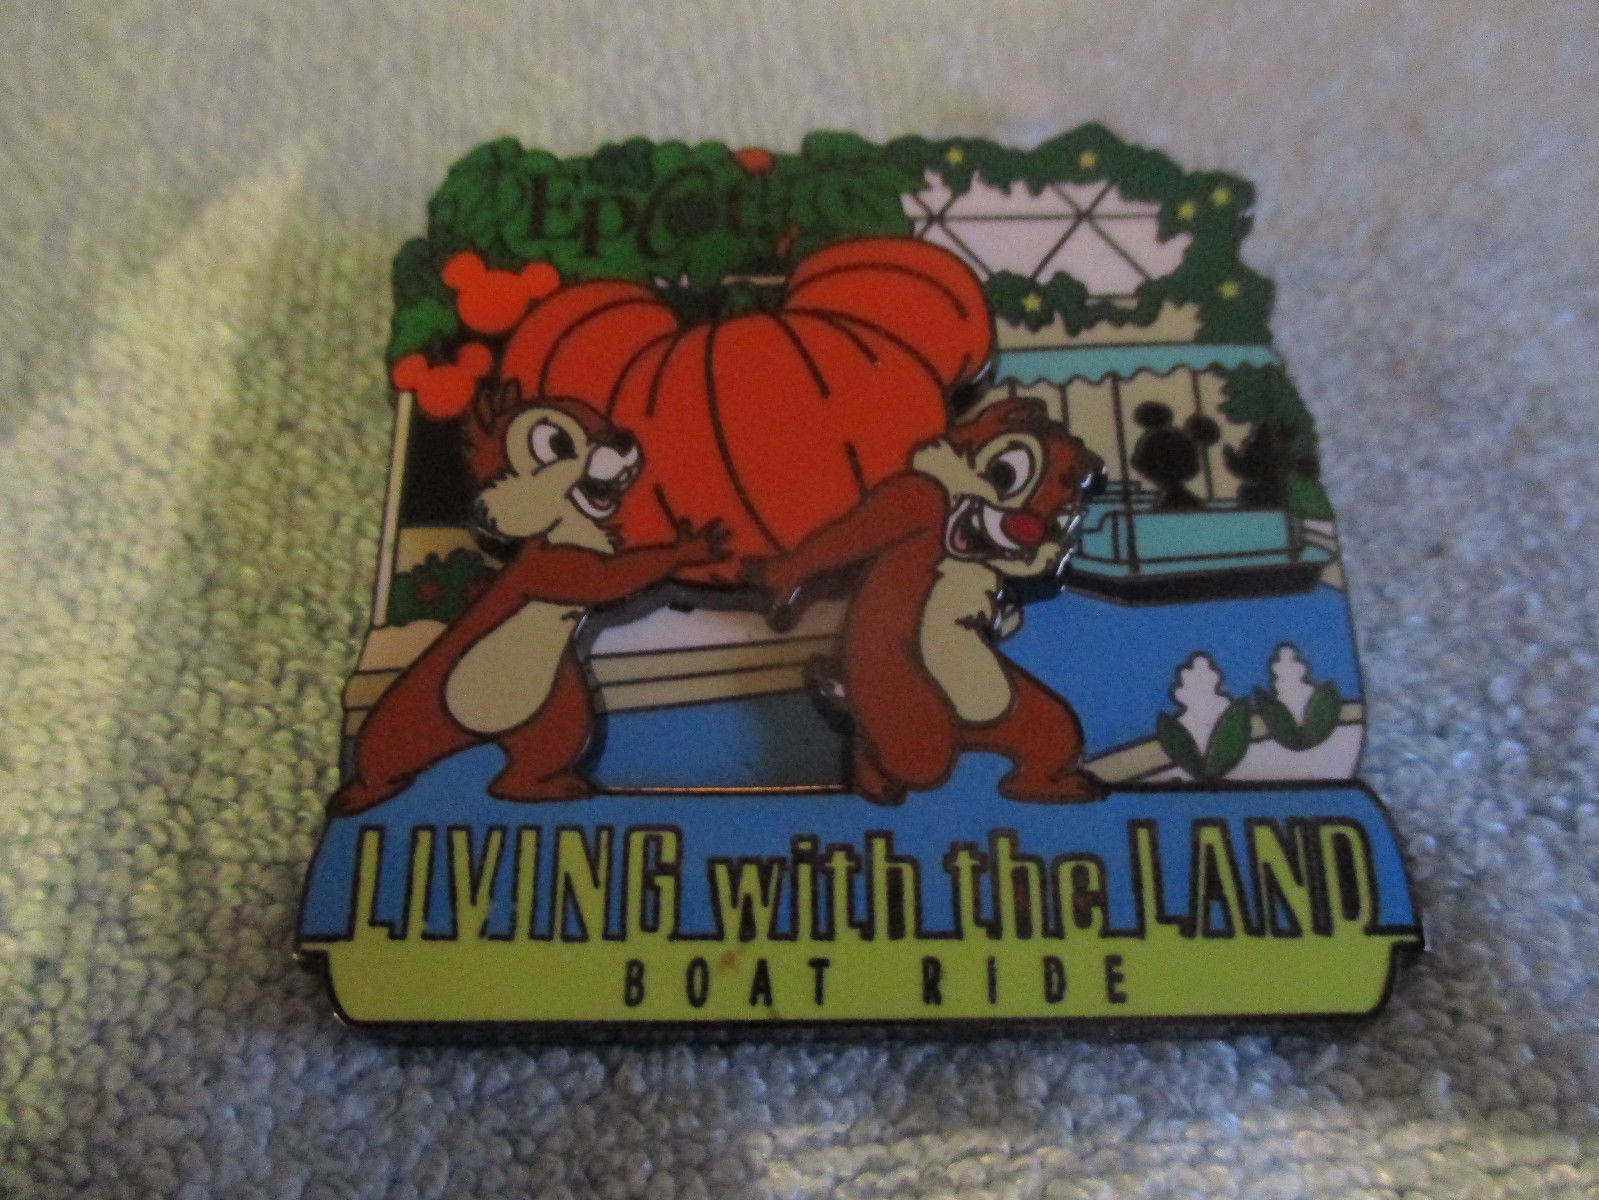 Epcot
LIVING with the LAND
BOAT RIDE